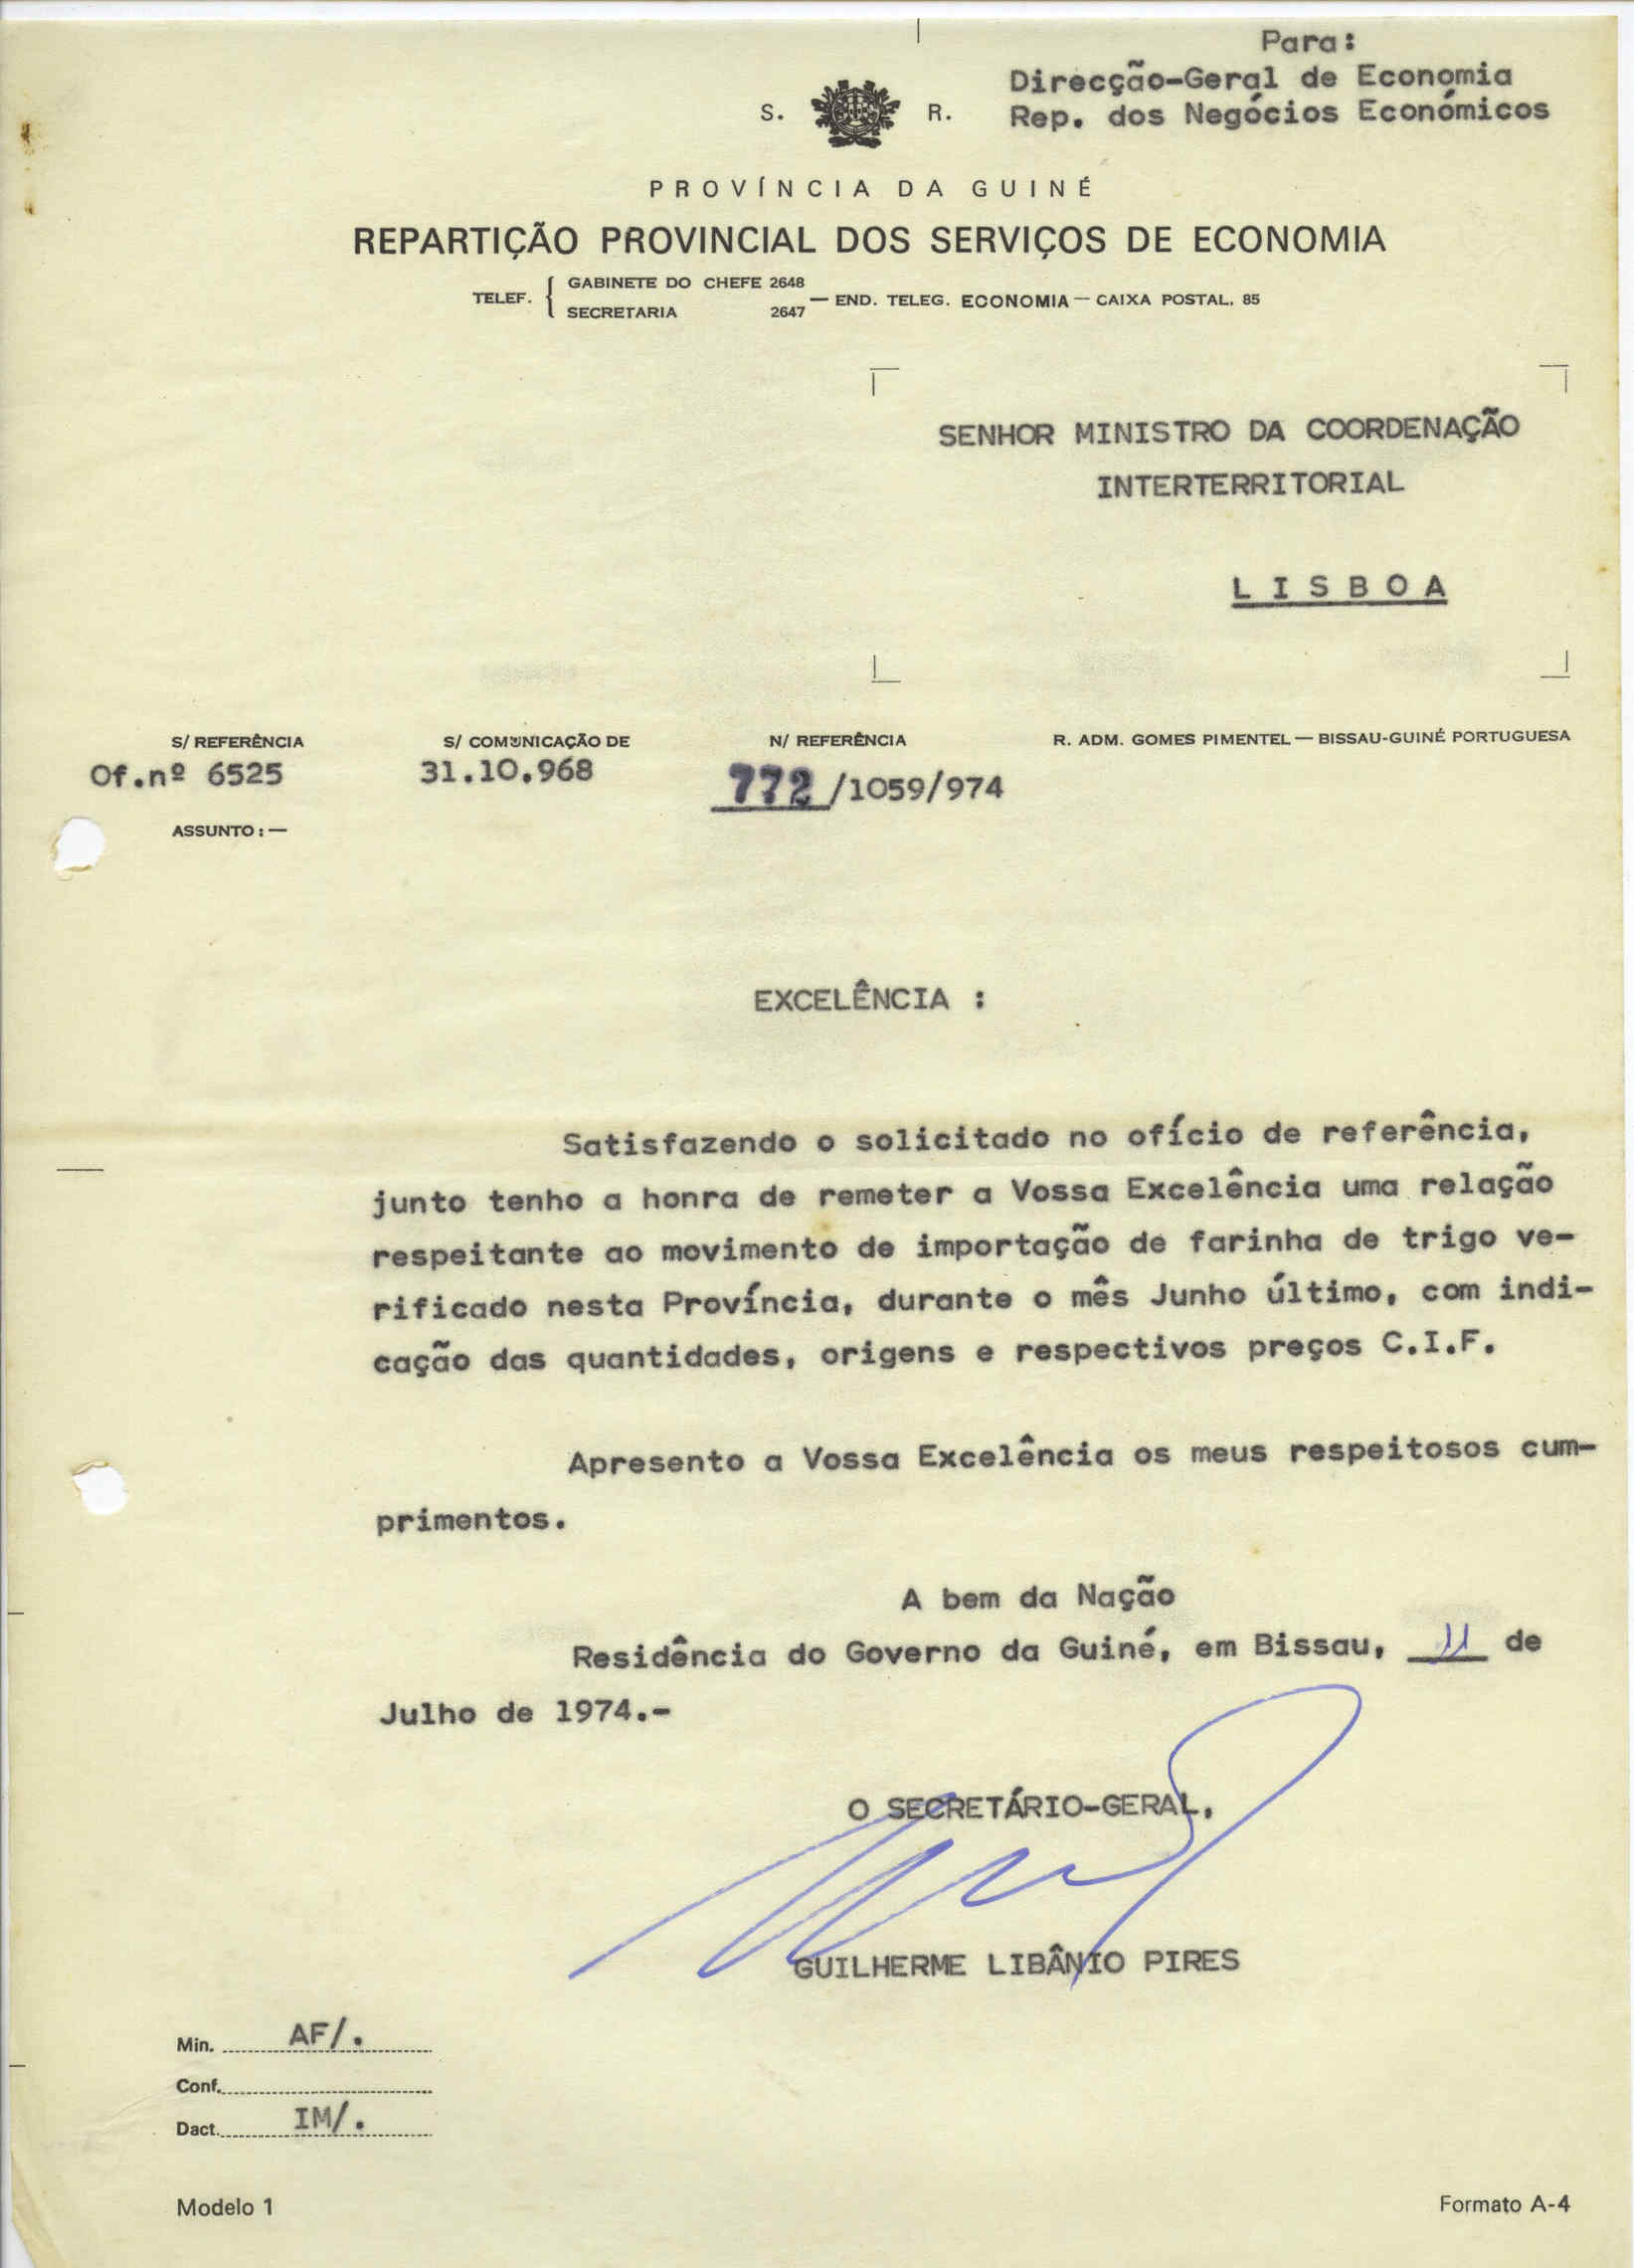 Para:
Direcção-Geral de Economia
Rep. dos Negócios Económicos
S. R.
PROVÍNCIA DA GUINÉ
REPARTIÇÃO PROVINCIAL DOS SERVIÇOS DE ECONOMIA
TELEF. { GABINETE DO CHEFE 2648
SECRETARIA 2647 — END. TELEG. ECONOMIA — CAIXA POSTAL, 85
SENHOR MINISTRO DA COORDENAÇÃO
INTERTERRITORIAL
L I S B O A
S/ REFERÊNCIA S/ COMUNICAÇÃO DE N/ REFERÊNCIA R. ADM. GOMES PIMENTEL — BISSAU-GUINÉ PORTUGUESA
Of.nº 6525 31.10.968 772/1059/974
ASSUNTO: —
EXCELÊNCIA :
Satisfazendo o solicitado no ofício de referência,
junto tenho a honra de remeter a Vossa Excelência uma relação
respeitante ao movimento de importação de farinha de trigo ve-
rificado nesta Província, durante o mês Junho último, com indi-
cação das quantidades, origens e respectivos preços C.I.F.
Apresento a Vossa Excelência os meus respeitosos cum-
primentos.
A bem da Nação
Residência do Governo da Guiné, em Bissau, 11 de
Julho de 1974.-
O SECRETÁRIO-GERAL,
GUILHERME LIBÂNIO PIRES
Min. AF/.
Conf.
Dact. IM/.
Modelo 1 Formato A-4